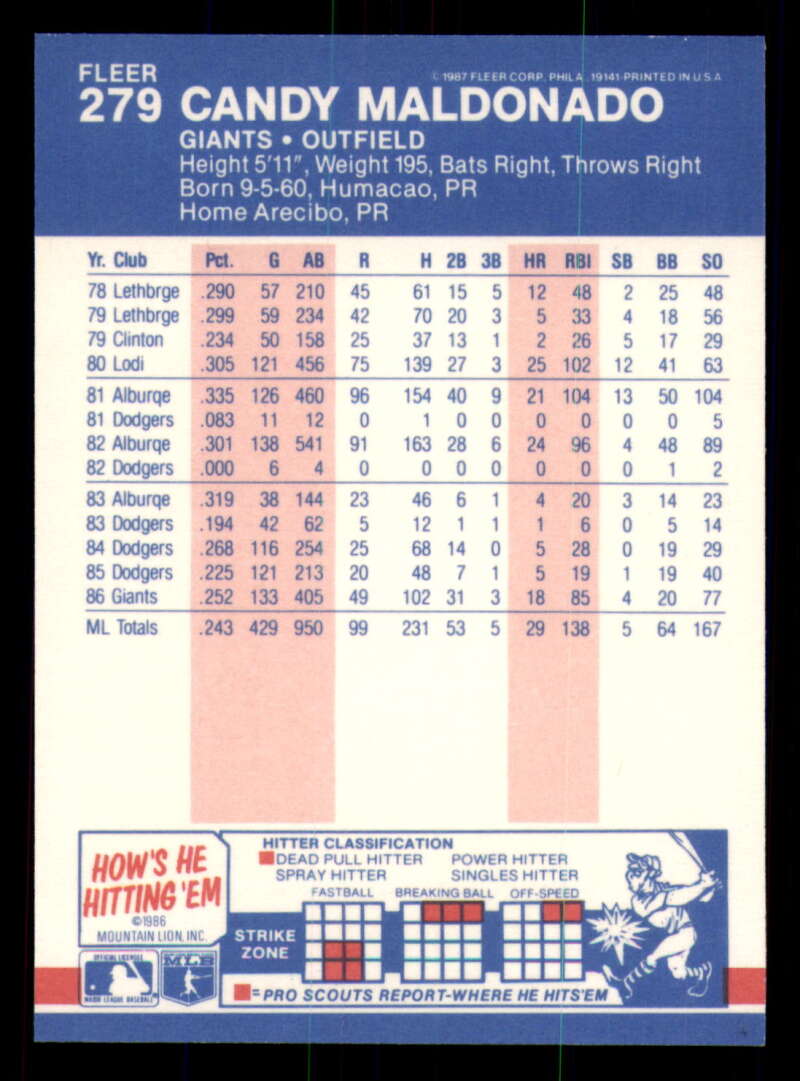 FLEER
© 1987 FLEER CORP. PHILA. 19141 PRINTED IN U.S.A
279 CANDY MALDONADO
GIANTS • OUTFIELD
Height 5'11", Weight 195, Bats Right, Throws Right
Born 9-5-60, Humacao, PR
Home Arecibo, PR
Yr. Club Pct. G AB R H 2B 3B HR RBI SB BB SO
78 Lethbrge .290 57 210 45 61 15 5 12 48 2 25 48
79 Lethbrge .299 59 234 42 70 20 3 5 33 4 18 56
79 Clinton .234 50 158 25 37 13 1 2 26 5 17 29
80 Lodi .305 121 456 75 139 27 3 25 102 12 41 63
81 Alburqe .335 126 460 96 154 40 9 21 104 13 50 104
81 Dodgers .083 11 12 0 1 0 0 0 0 0 0 5
82 Alburqe .301 138 541 91 163 28 6 24 96 4 48 89
82 Dodgers .000 6 4 0 0 0 0 0 0 0 1 2
83 Alburqe .319 38 144 23 46 6 1 4 20 3 14 23
83 Dodgers .194 42 62 5 12 1 1 1 6 0 5 14
84 Dodgers .268 116 254 25 68 14 0 5 28 0 19 29
85 Dodgers .225 121 213 20 48 7 1 5 19 1 19 40
86 Giants .252 133 405 49 102 31 3 18 85 4 20 77
ML Totals .243 429 950 99 231 53 5 29 138 5 64 167
HOW'S HE
HITTING 'EM
©1986
MOUNTAIN LION, INC.
OFFICIAL LICENSEE
MAJOR LEAGUE BASEBALL
MLB
HITTER CLASSIFICATION
DEAD PULL HITTER POWER HITTER
SPRAY HITTER SINGLES HITTER
FASTBALL BREAKING BALL OFF-SPEED
STRIKE
ZONE
= PRO SCOUTS REPORT-WHERE HE HITS'EM